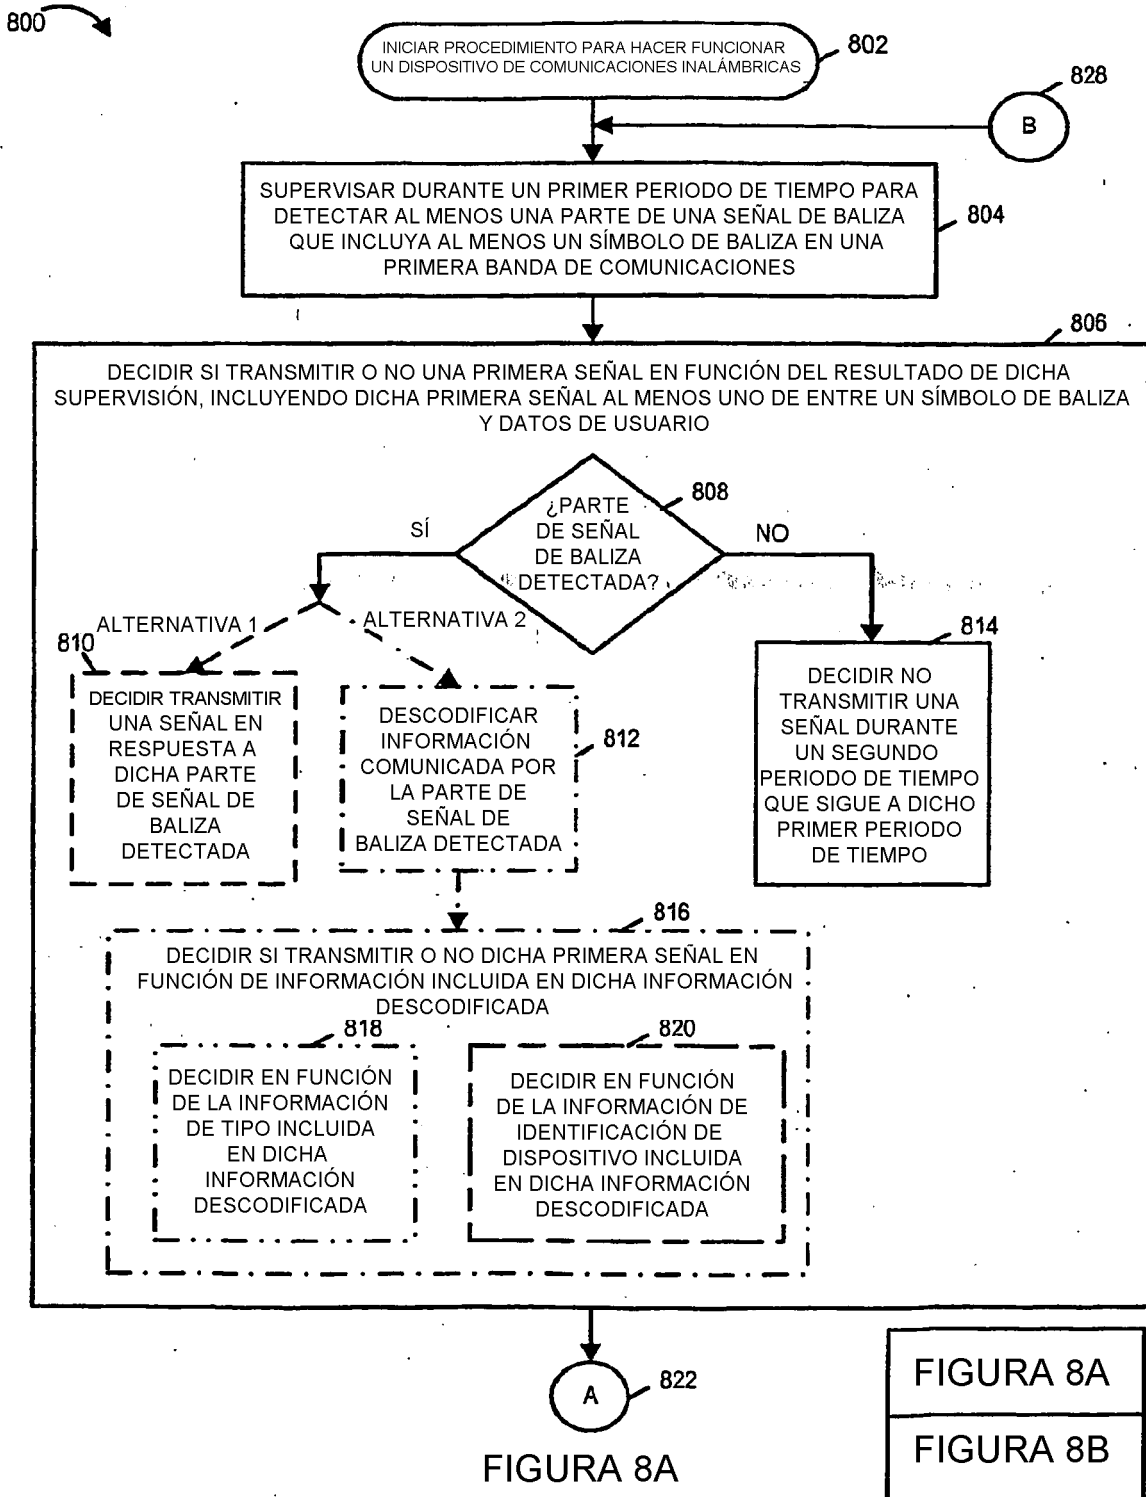 800
INICIAR PROCEDIMIENTO PARA HACER FUNCIONAR
UN DISPOSITIVO DE COMUNICACIONES INALÁMBRICAS
802
828
B
SUPERVISAR DURANTE UN PRIMER PERIODO DE TIEMPO PARA
DETECTAR AL MENOS UNA PARTE DE UNA SEÑAL DE BALIZA
QUE INCLUYA AL MENOS UN SÍMBOLO DE BALIZA EN UNA
PRIMERA BANDA DE COMUNICACIONES
804
806
DECIDIR SI TRANSMITIR O NO UNA PRIMERA SEÑAL EN FUNCIÓN DEL RESULTADO DE DICHA
SUPERVISIÓN, INCLUYENDO DICHA PRIMERA SEÑAL AL MENOS UNO DE ENTRE UN SÍMBOLO DE BALIZA
Y DATOS DE USUARIO
808
¿PARTE
DE SEÑAL
DE BALIZA
DETECTADA?
SÍ
NO
ALTERNATIVA 1
ALTERNATIVA 2
810
DECIDIR TRANSMITIR
UNA SEÑAL EN
RESPUESTA A
DICHA PARTE
DE SEÑAL DE
BALIZA
DETECTADA
812
DESCODIFICAR
INFORMACIÓN
COMUNICADA POR
LA PARTE DE
SEÑAL DE
BALIZA DETECTADA
814
DECIDIR NO
TRANSMITIR UNA
SEÑAL DURANTE
UN SEGUNDO
PERIODO DE TIEMPO
QUE SIGUE A DICHO
PRIMER PERIODO
DE TIEMPO
816
DECIDIR SI TRANSMITIR O NO DICHA PRIMERA SEÑAL EN
FUNCIÓN DE INFORMACIÓN INCLUIDA EN DICHA INFORMACIÓN
DESCODIFICADA
818
DECIDIR EN FUNCIÓN
DE LA INFORMACIÓN
DE TIPO INCLUIDA
EN DICHA
INFORMACIÓN
DESCODIFICADA
820
DECIDIR EN FUNCIÓN
DE LA INFORMACIÓN DE
IDENTIFICACIÓN DE
DISPOSITIVO INCLUIDA
EN DICHA INFORMACIÓN
DESCODIFICADA
A
822
FIGURA 8A
FIGURA 8A
FIGURA 8B